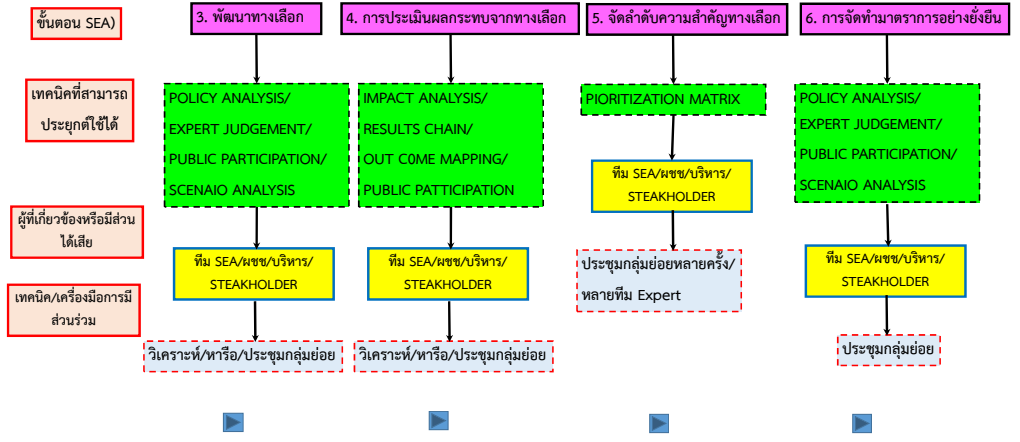 ขั้นตอน SEA)
3. พัฒนาทางเลือก
4. การประเมินผลกระทบจากทางเลือก
5. จัดลำดับความสำคัญทางเลือก
6. การจัดทำมาตราการอย่างยั่งยืน
เทคนิคที่สามารถ
ประยุกต์ใช้ได้
POLICY ANALYSIS/
EXPERT JUDGEMENT/
PUBLIC PARTICIPATION/
SCENAIO ANALYSIS
IMPACT ANALYSIS/
RESULTS CHAIN/
OUT C0ME MAPPING/
PUBLIC PATTICIPATION
PIORITIZATION MATRIX
POLICY ANALYSIS/
EXPERT JUDGEMENT/
PUBLIC PARTICIPATION/
SCENAIO ANALYSIS
ผู้ที่เกี่ยวข้องหรือมีส่วน
ได้เสีย
ทีม SEA/ผชช/บริหาร/
STEAKHOLDER
ทีม SEA/ผชช/บริหาร/
STEAKHOLDER
ทีม SEA/ผชช/บริหาร/
STEAKHOLDER
ทีม SEA/ผชช/บริหาร/
STEAKHOLDER
เทคนิค/เครื่องมือการมี
ส่วนร่วม
วิเคราะห์/หารือ/ประชุมกลุ่มย่อย
วิเคราะห์/หารือ/ประชุมกลุ่มย่อย
ประชุมกลุ่มย่อยหลายครั้ง/
หลายทีม Expert
ประชุมกลุ่มย่อย